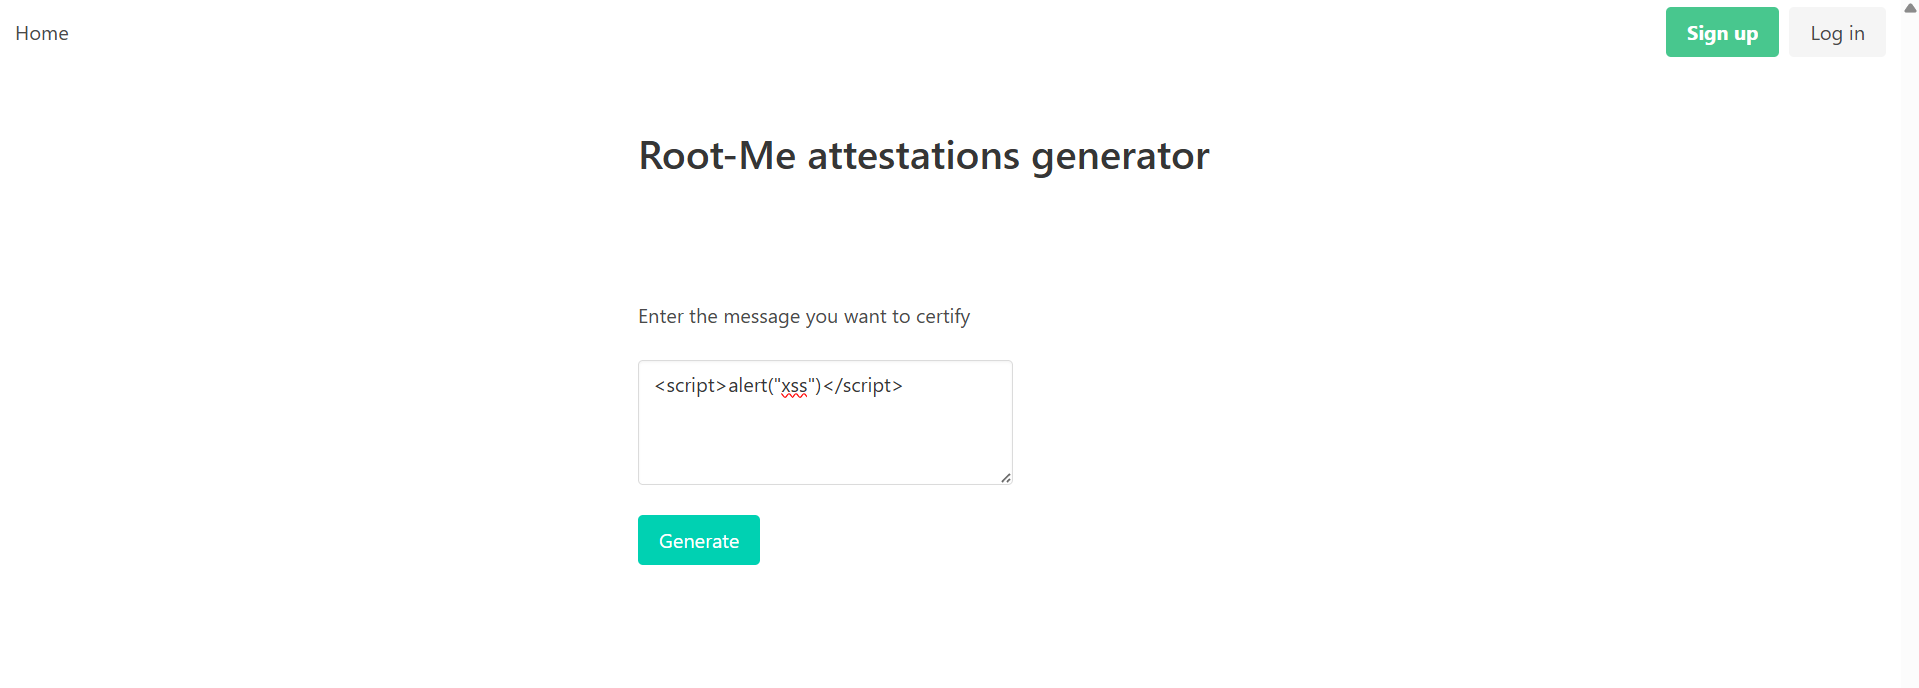 Home
Sign up
Log in
Root-Me attestations generator
Enter the message you want to certify
<script>alert("xss")</script>
Generate